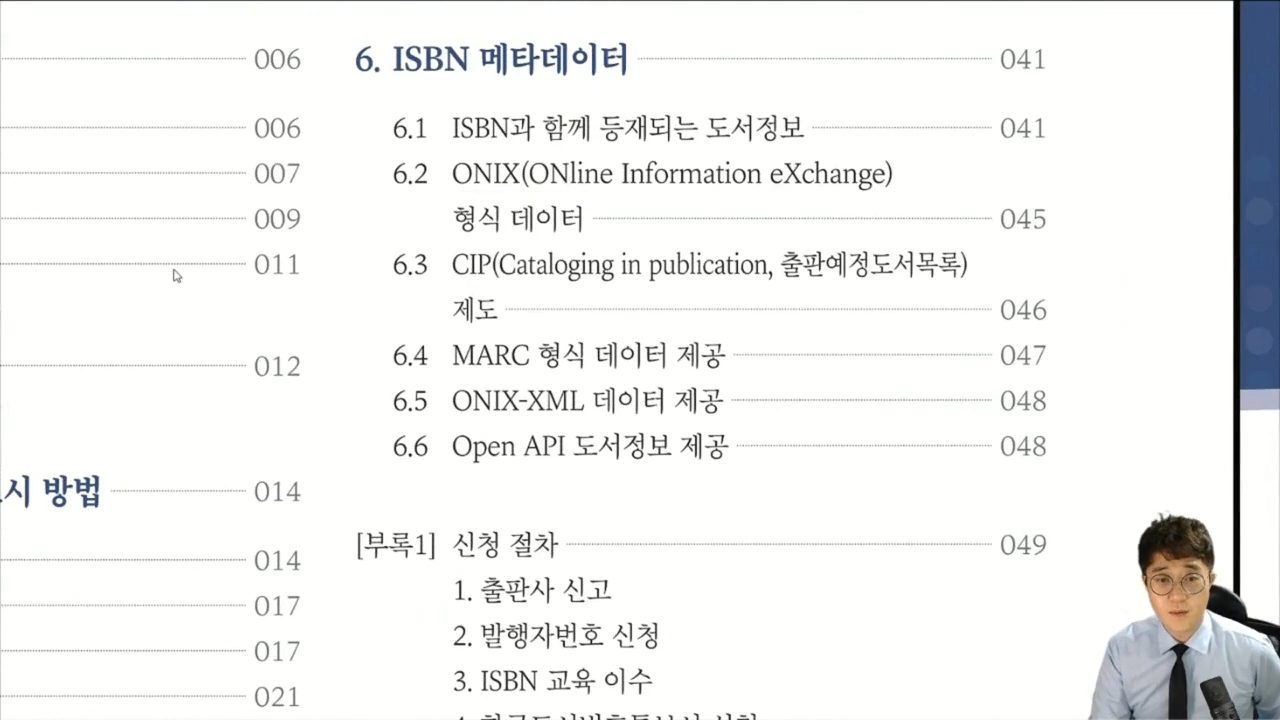 006
006
007
009
011
012
시 방법 014
014
017
017
021
6. ISBN 메타데이터 041
6.1 ISBN과 함께 등재되는 도서정보 041
6.2 ONIX(ONline Information eXchange)
형식 데이터 045
6.3 CIP(Cataloging in publication, 출판예정도서목록)
제도 046
6.4 MARC 형식 데이터 제공 047
6.5 ONIX-XML 데이터 제공 048
6.6 Open API 도서정보 제공 048
[부록1] 신청 절차 049
1. 출판사 신고
2. 발행자번호 신청
3. ISBN 교육 이수